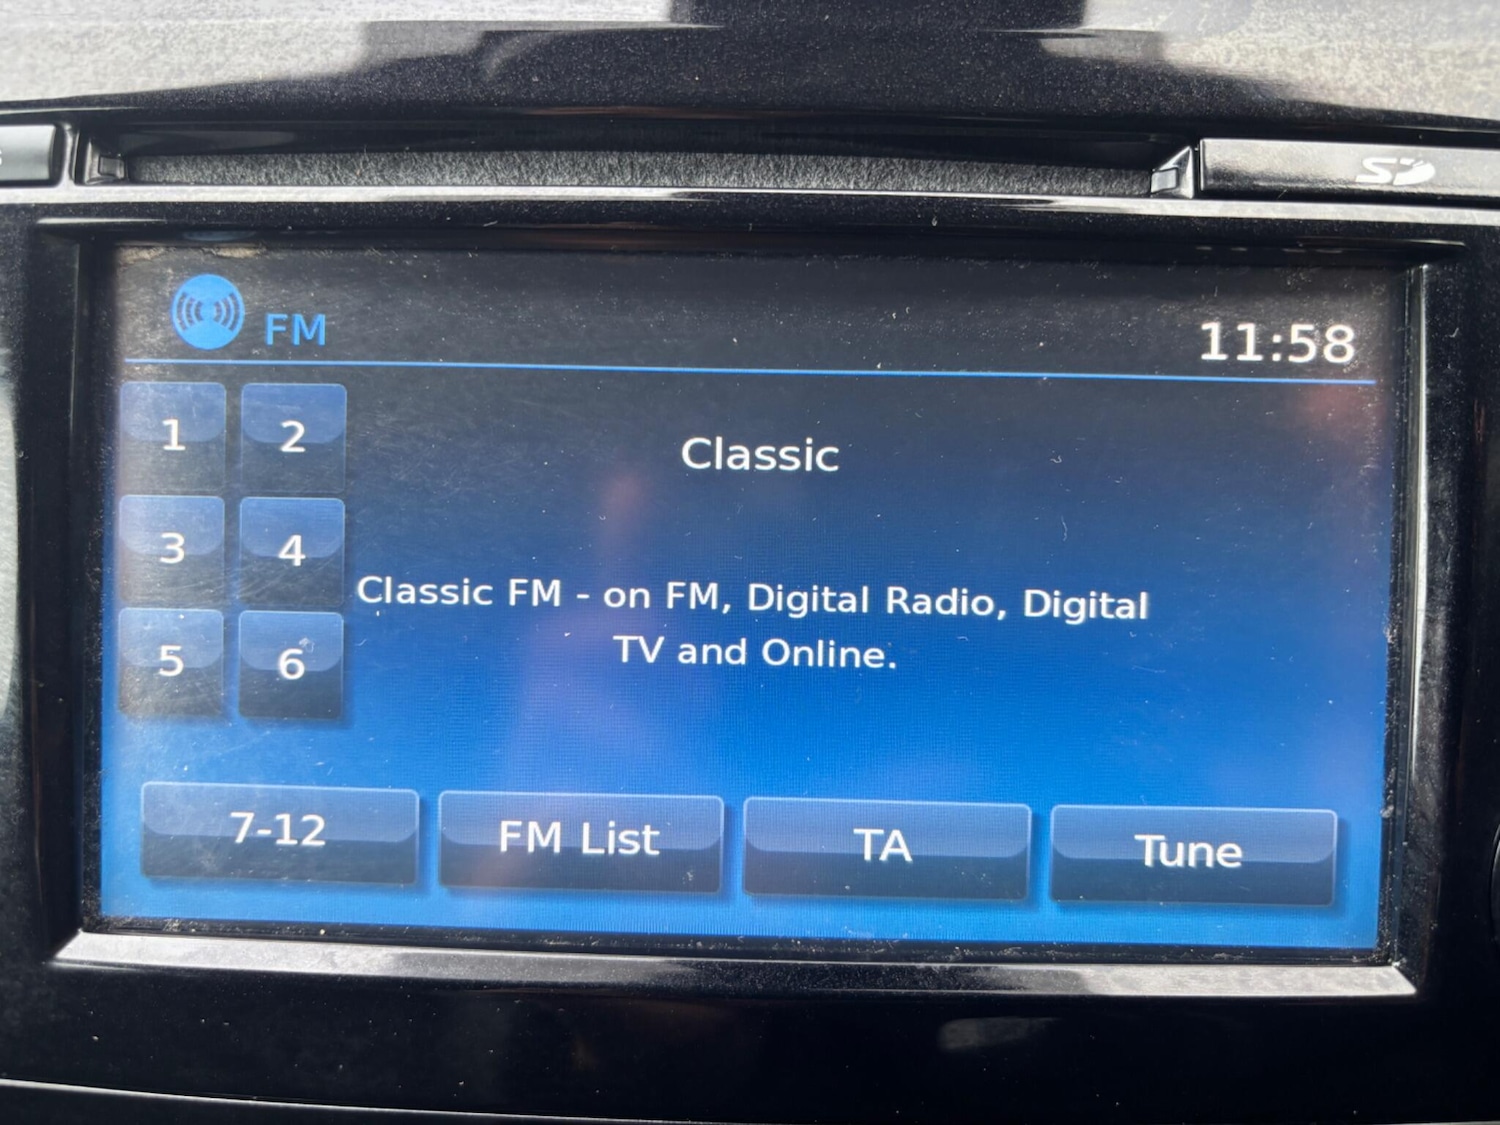 SD
FM
11:58
1 2
Classic
3 4
Classic FM - on FM, Digital Radio, Digital
TV and Online.
5 6
7-12 FM List TA Tune